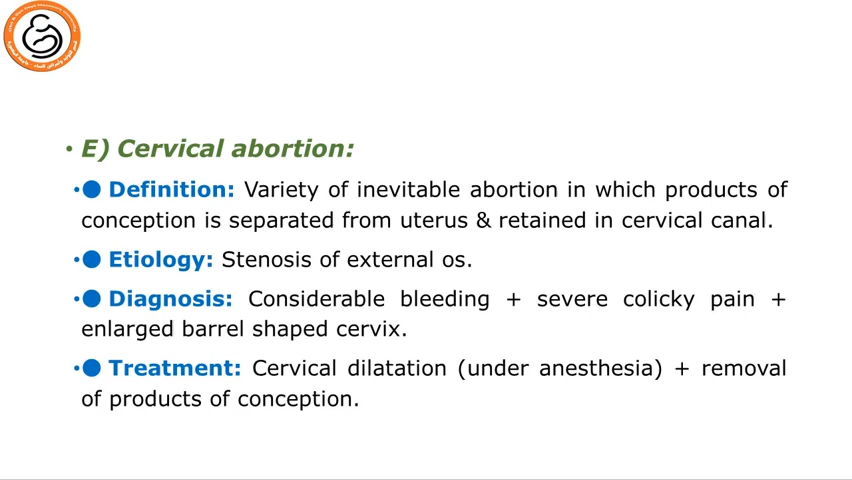 • E) Cervical abortion:
•● Definition: Variety of inevitable abortion in which products of
conception is separated from uterus & retained in cervical canal.
•● Etiology: Stenosis of external os.
•● Diagnosis: Considerable bleeding + severe colicky pain +
enlarged barrel shaped cervix.
•● Treatment: Cervical dilatation (under anesthesia) + removal
of products of conception.